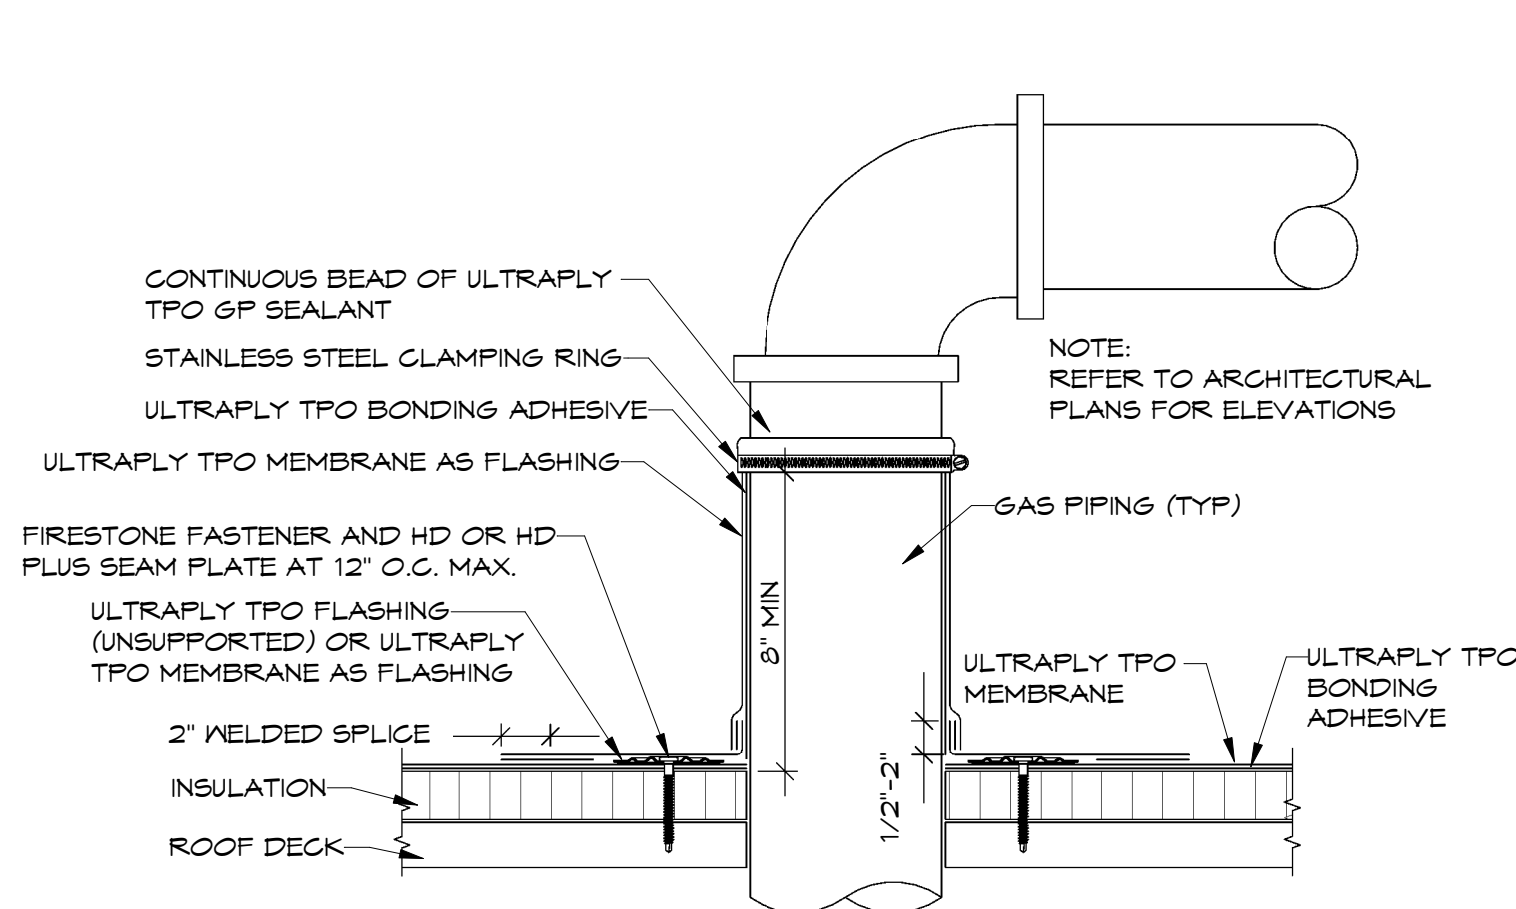 CONTINUOUS BEAD OF ULTRAPLY
TPO GP SEALANT
STAINLESS STEEL CLAMPING RING
ULTRAPLY TPO BONDING ADHESIVE
ULTRAPLY TPO MEMBRANE AS FLASHING
FIRESTONE FASTENER AND HD OR HD
PLUS SEAM PLATE AT 12" O.C. MAX.
ULTRAPLY TPO FLASHING
(UNSUPPORTED) OR ULTRAPLY
TPO MEMBRANE AS FLASHING
2" WELDED SPLICE
INSULATION
ROOF DECK
NOTE:
REFER TO ARCHITECTURAL
PLANS FOR ELEVATIONS
GAS PIPING (TYP)
8" MIN
1/2"-2"
ULTRAPLY TPO
MEMBRANE
ULTRAPLY TPO
BONDING
ADHESIVE